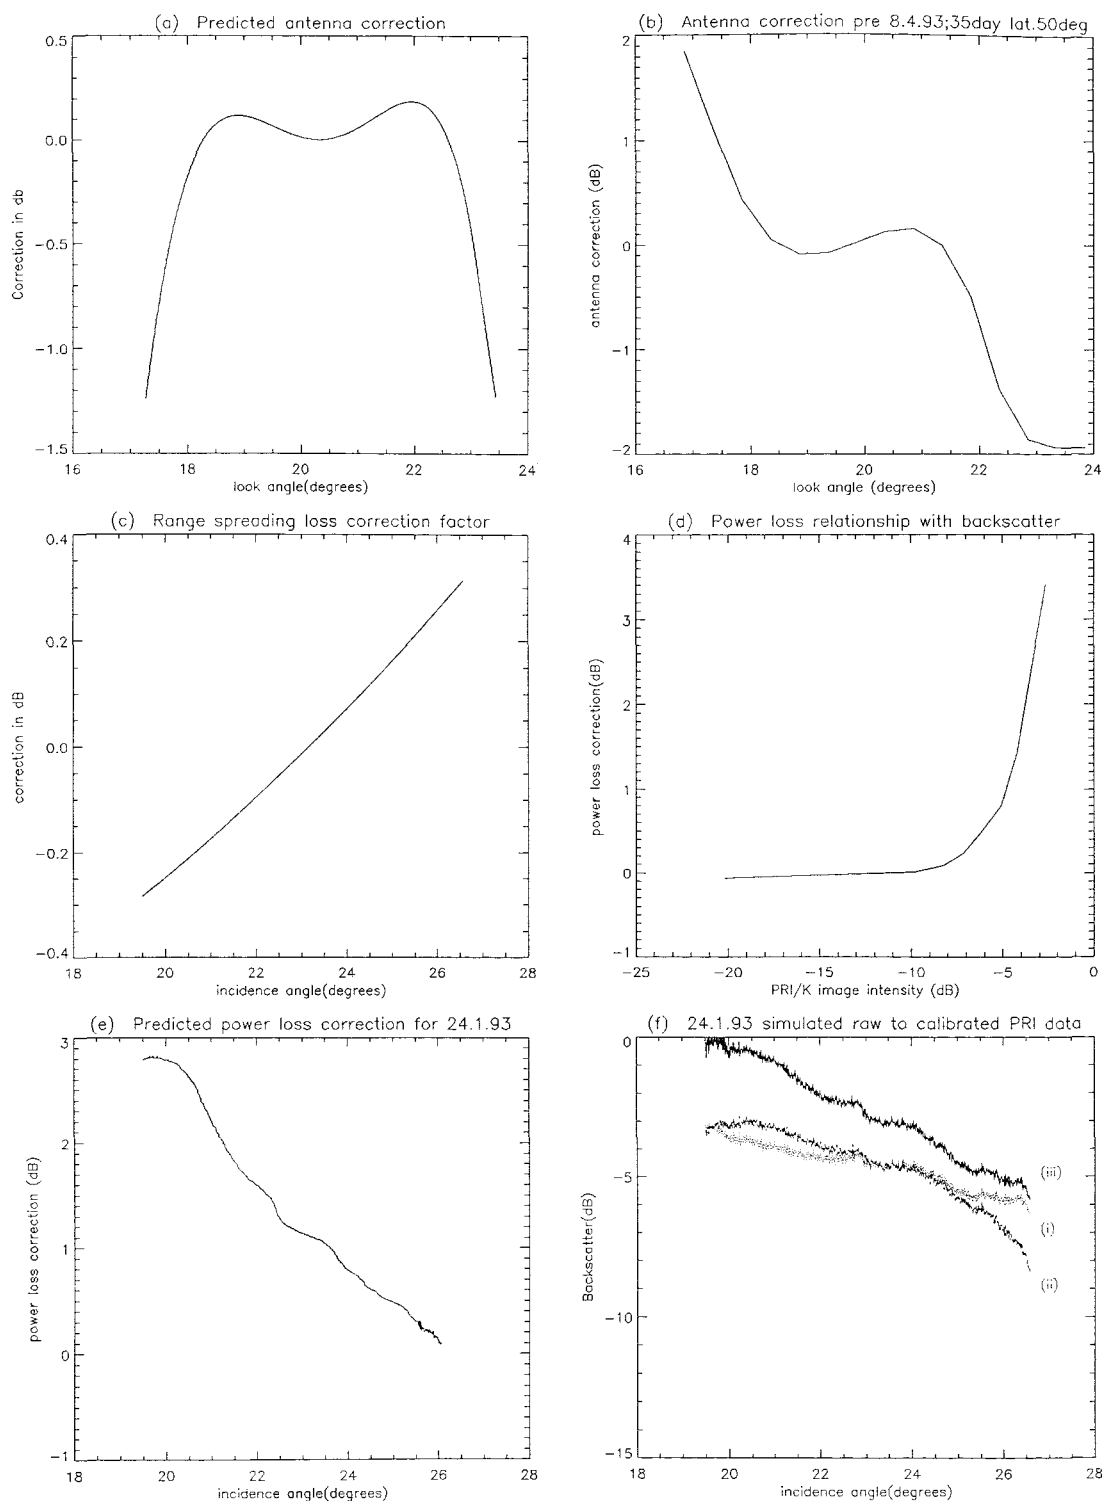 (a) Predicted antenna correction
0.5
0.0
−0.5
−1.0
−1.5
Correction in db
16 18 20 22 24
look angle(degrees)
(b) Antenna correction pre 8.4.93;35day lat.50deg
2
1
0
−1
−2
antenna correction (dB)
16 18 20 22 24
look angle (degrees)
(c) Range spreading loss correction factor
0.4
0.2
0.0
−0.2
−0.4
correction in dB
18 20 22 24 26 28
incidence angle(degrees)
(d) Power loss relationship with backscatter
4
3
2
1
0
−1
power loss correction(dB)
−25 −20 −15 −10 −5 0
PRI/K image intensity (dB)
(e) Predicted power loss correction for 24.1.93
3
2
1
0
−1
power loss correction (dB)
18 20 22 24 26 28
incidence angle(degrees)
(f) 24.1.93 simulated raw to calibrated PRI data
0
−5
−10
−15
Backscatter(dB)
(iii)
(i)
(ii)
18 20 22 24 26 28
incidence angle(degrees)